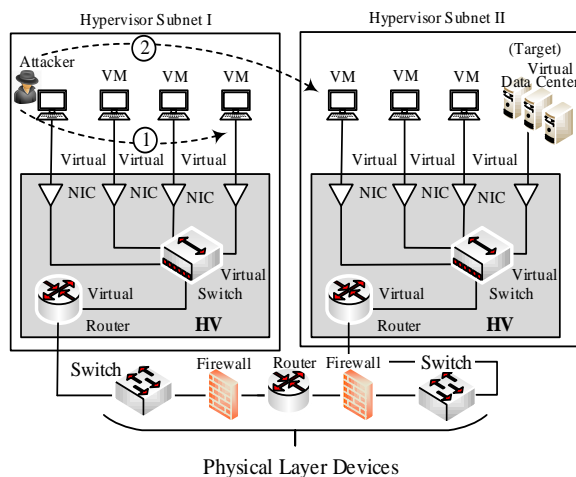 Hypervisor Subnet I
Hypervisor Subnet II
2
(Target)
Attacker
VM
VM
VM
VM
VM
VM
Virtual
Data Center
1
Virtual
Virtual
Virtual
Virtual
Virtual
Virtual
NIC
NIC
NIC
NIC
NIC
NIC
Virtual
Virtual
Virtual
Switch
Virtual
Switch
Router
HV
Router
HV
Switch
Firewall
Router
Firewall
Switch
Physical Layer Devices